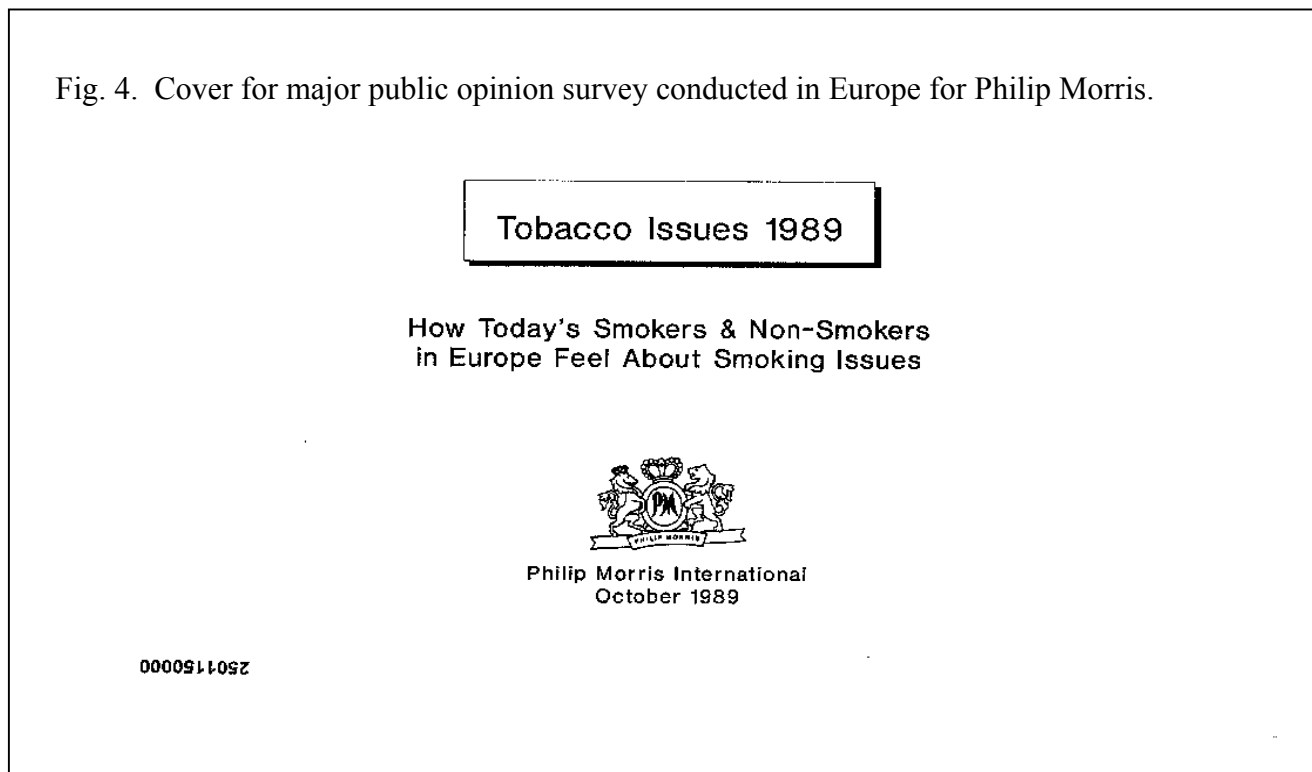 Fig. 4. Cover for major public opinion survey conducted in Europe for Philip Morris.
Tobacco Issues 1989
How Today's Smokers & Non-Smokers
in Europe Feel About Smoking Issues
PM
PHILIP MORRIS
Philip Morris International
October 1989
2501150000